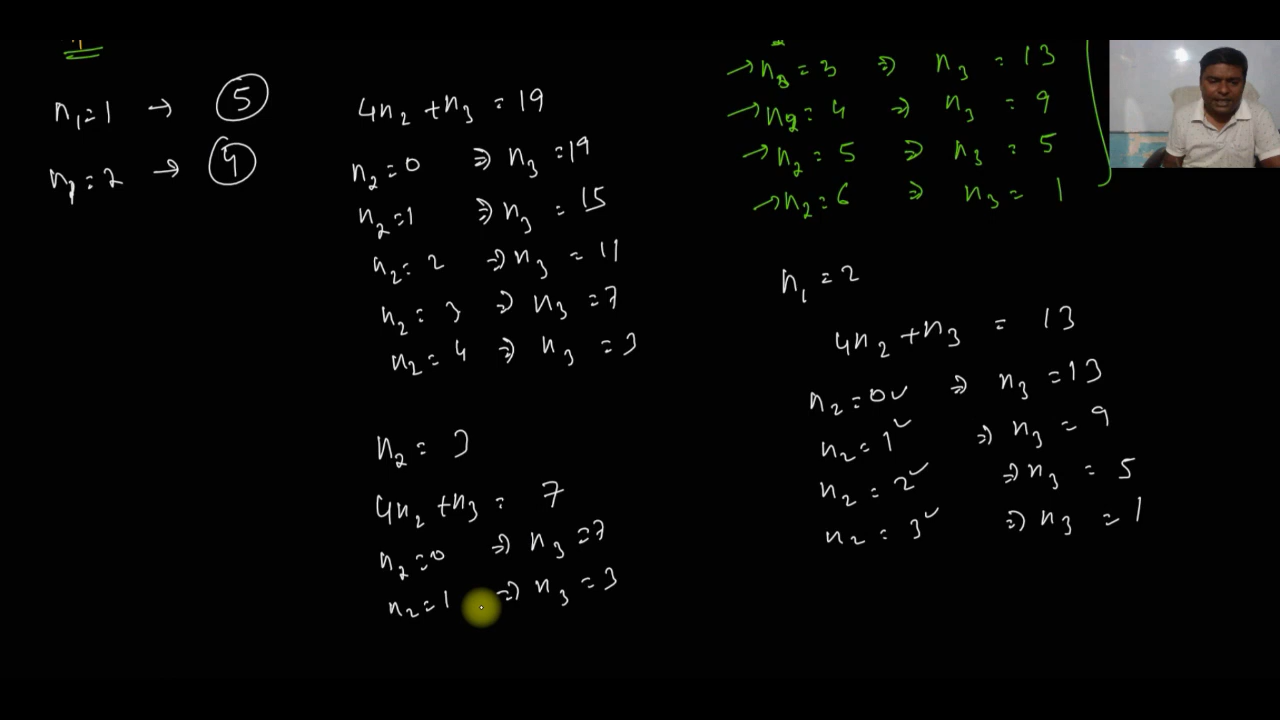 n₁=1 → 5
n₁=2 → 4
4n₂ + n₃ = 19
n₂=0 ⇒ n₃ =19
n₂=1 ⇒ n₃ = 15
n₂= 2 ⇒ n₃ = 11
n₂ = 3 ⇒ n₃ =7
n₂= 4 ⇒ n₃ = 3
n₂ = 3
4n₂ +n₃ = 7
n₂=0 ⇒ n₃ =7
n₂=1 ⇒ n₃ = 3
⇒ n₃ = 13
→ n₂ = 4 ⇒ n₃ = 9
→ n₂ = 5 ⇒ n₃ = 5
→ n₂=6 ⇒ n₃ = 1
n₁ = 2
4n₂ +n₃ = 13
n₂=0✓ ⇒ n₃ =13
n₂=1✓ ⇒ n₃ = 9
n₂ = 2✓ ⇒ n₃ = 5
n₂ = 3✓ ⇒ n₃ = 1